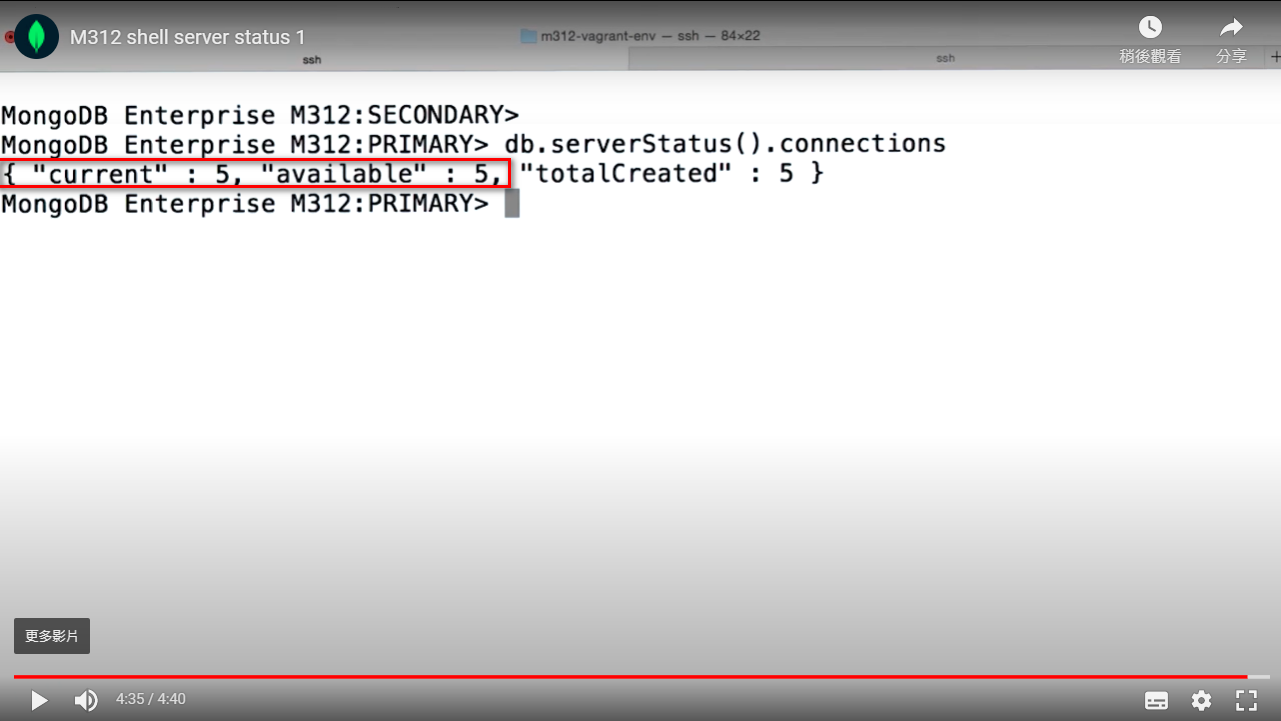 M312 shell server status 1
m312-vagrant-env — ssh — 84×22
稍後觀看
分享
ssh
ssh
+
MongoDB Enterprise M312:SECONDARY>
MongoDB Enterprise M312:PRIMARY> db.serverStatus().connections
{ "current" : 5, "available" : 5, "totalCreated" : 5 }
MongoDB Enterprise M312:PRIMARY>
更多影片
4:35 / 4:40